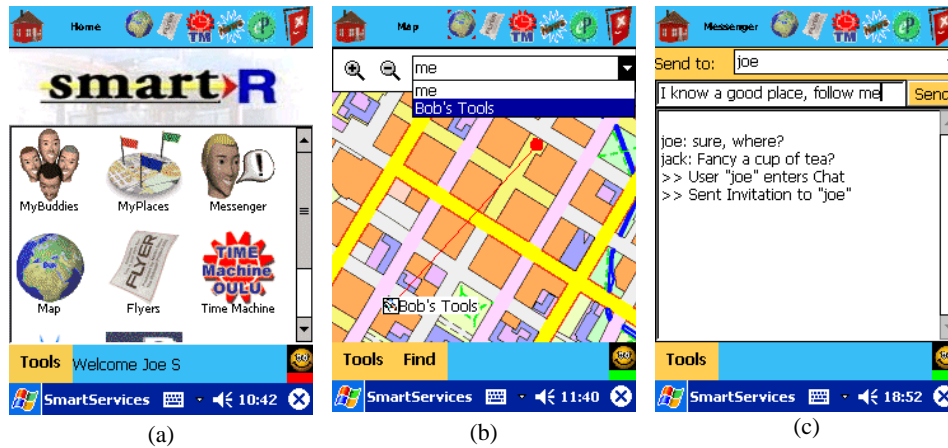 Home
TM
smart R
MyBuddies
MyPlaces
Messenger
FLYER
TIME
Machine
OULU
Map
Flyers
Time Machine
Tools Welcome Joe S
SmartServices 10:42
(a)
Map
TM
me
me
Bob's Tools
Bob's Tools
Tools Find
SmartServices 11:40
(b)
Messenger
TM
Send to: joe
I know a good place, follow me Send
joe: sure, where?
jack: Fancy a cup of tea?
>> User "joe" enters Chat
>> Sent Invitation to "joe"
Tools
SmartServices 18:52
(c)